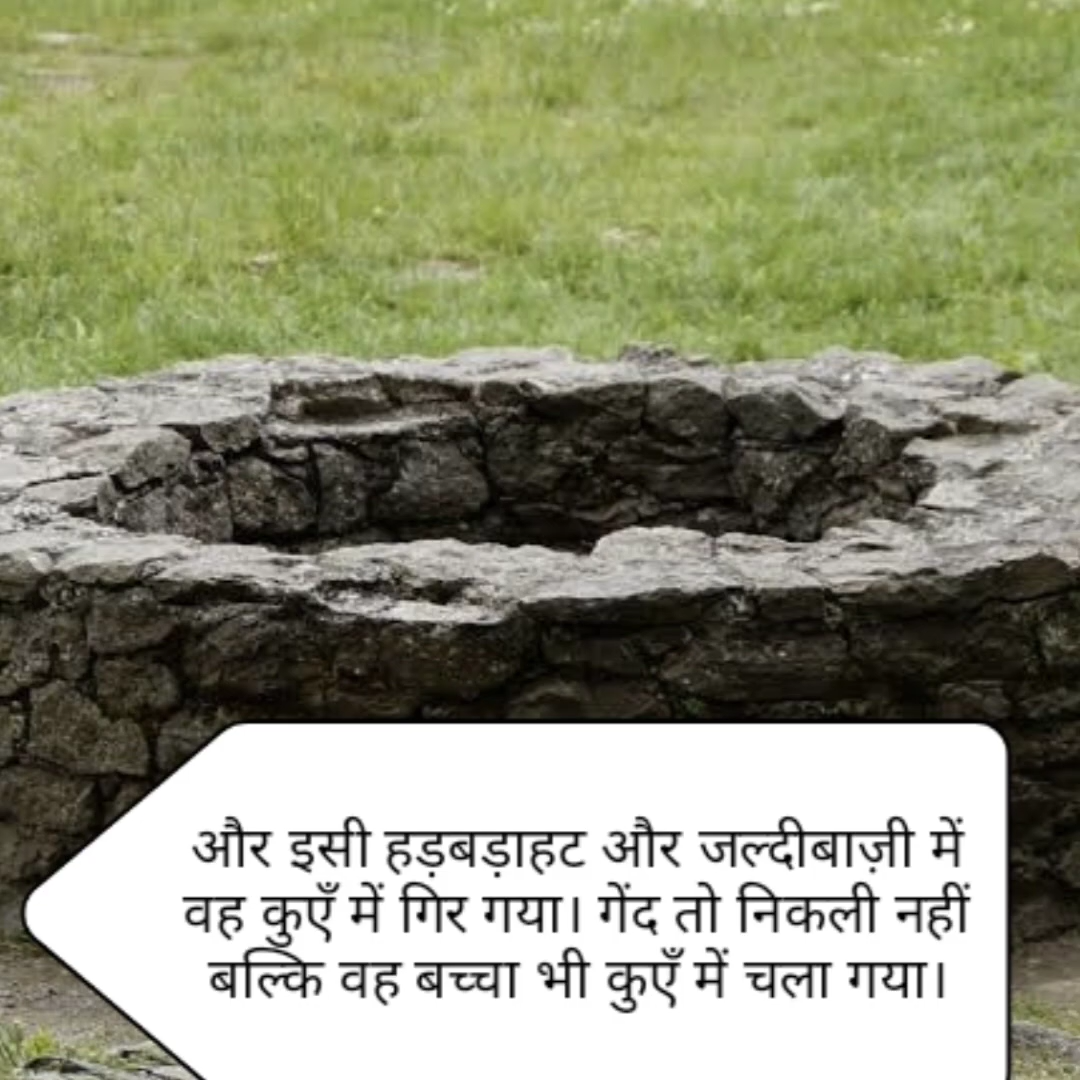 और इसी हड़बड़ाहट और जल्दीबाज़ी में
वह कुएँ में गिर गया। गेंद तो निकली नहीं
बल्कि वह बच्चा भी कुएँ में चला गया।